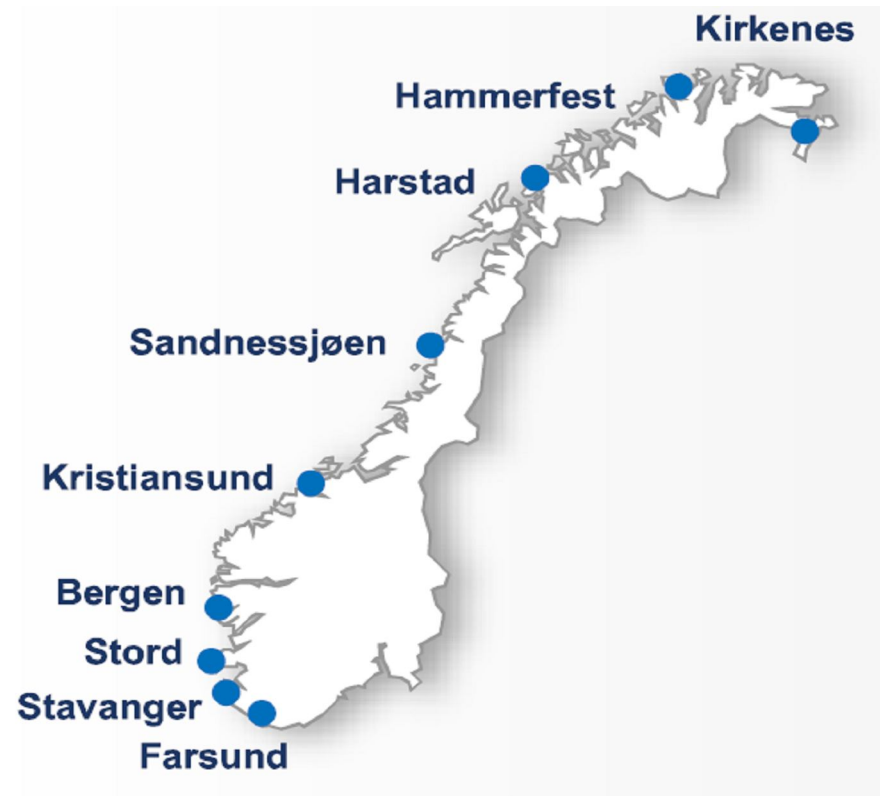 Kirkenes
Hammerfest
Harstad
Sandnessjøen
Kristiansund
Bergen
Stord
Stavanger
Farsund